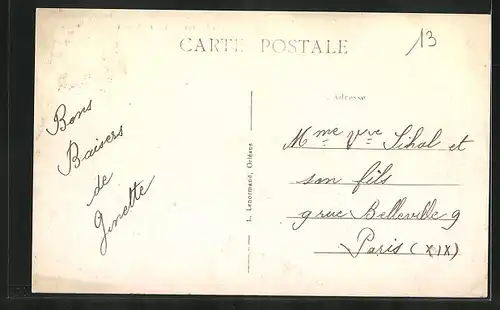 CARTE POSTALE
13
Bons
Baisers
de
Ginette
L. Lenormand, Orléans
Adresse
Mme Vve Sihol et
son fils
9 rue Belleville 9
Paris (XIX)